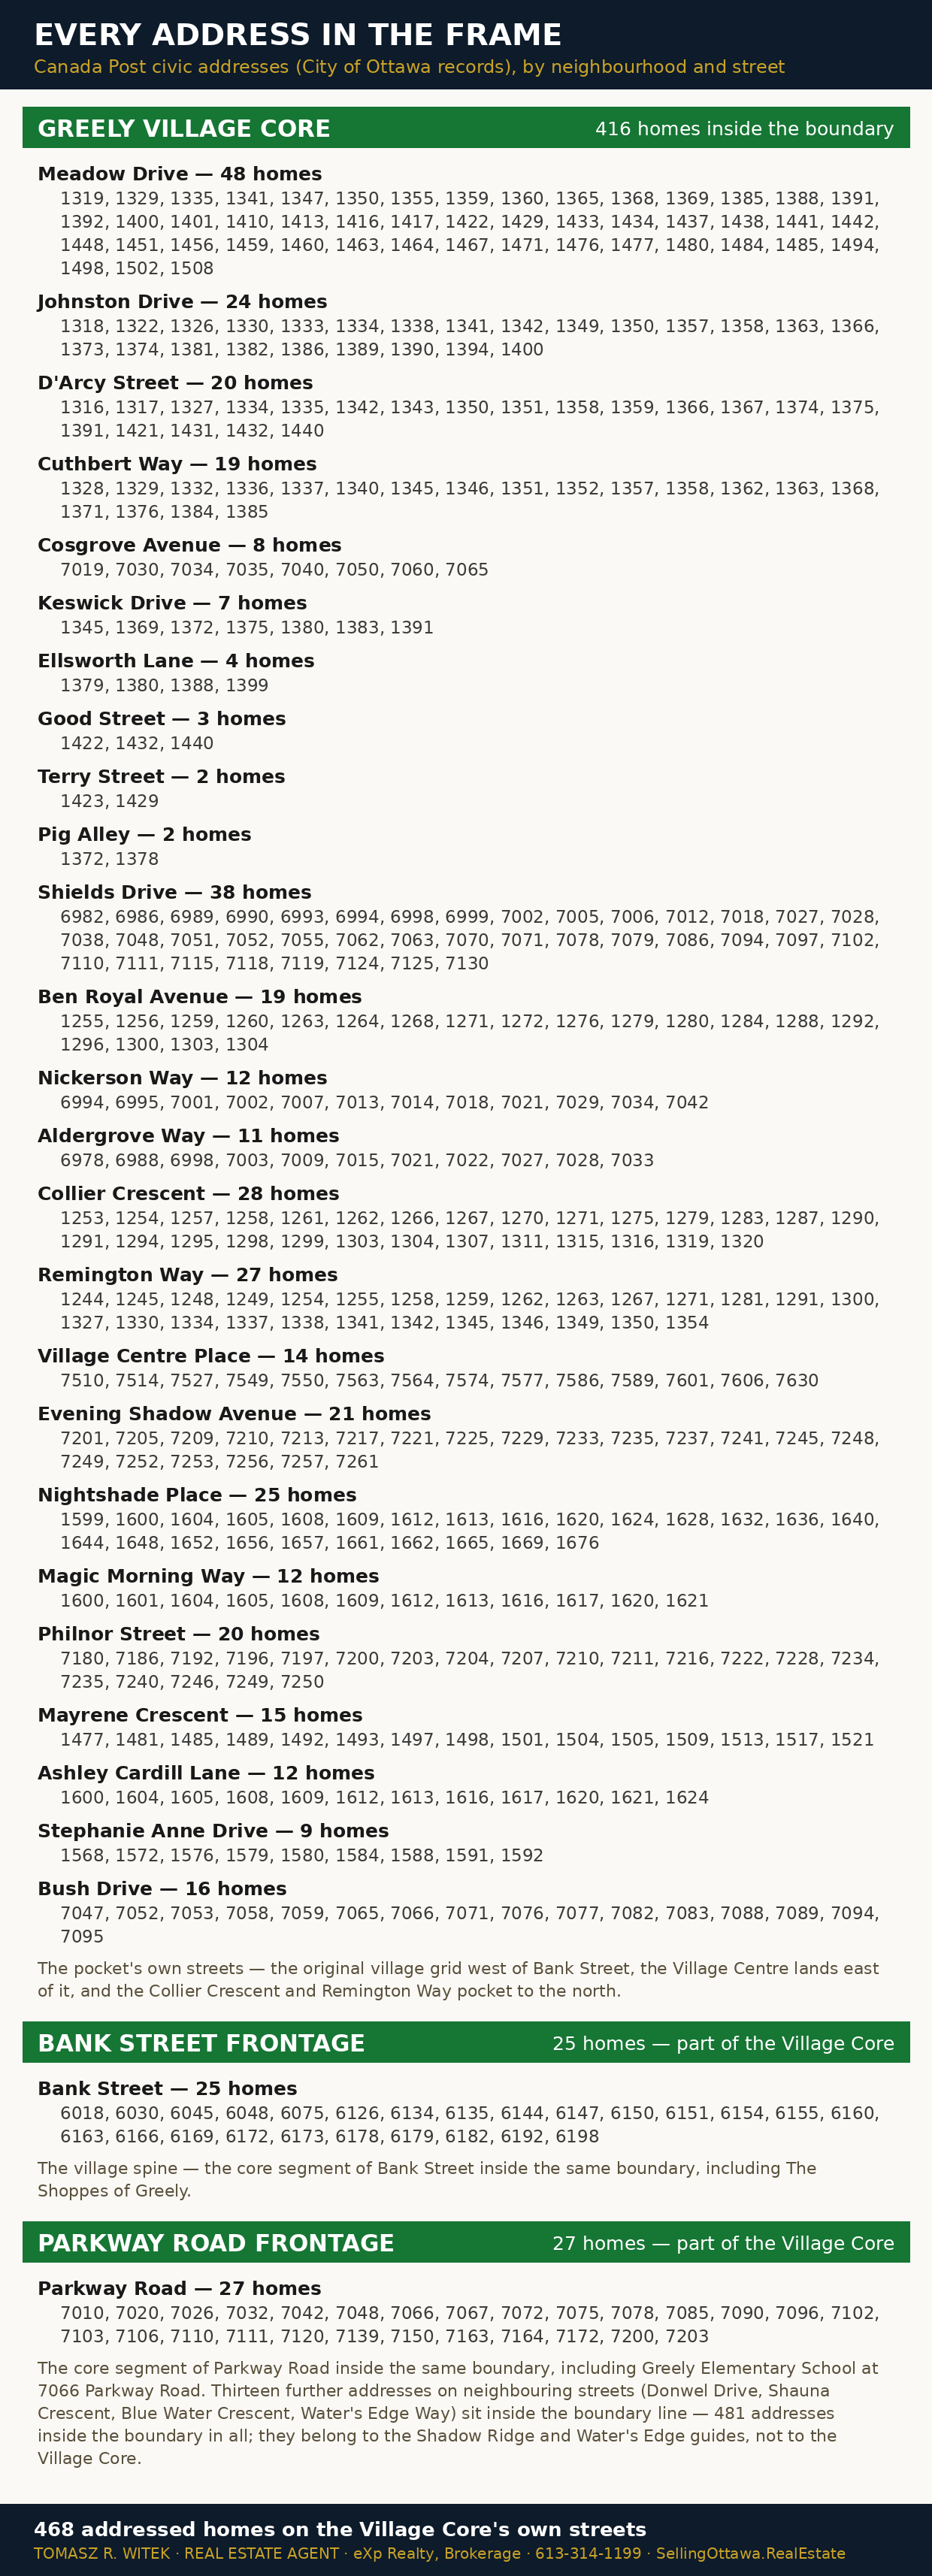 EVERY ADDRESS IN THE FRAME
Canada Post civic addresses (City of Ottawa records), by neighbourhood and street
GREELY VILLAGE CORE
416 homes inside the boundary
Meadow Drive — 48 homes
1319, 1329, 1335, 1341, 1347, 1350, 1355, 1359, 1360, 1365, 1368, 1369, 1385, 1388, 1391,
1392, 1400, 1401, 1410, 1413, 1416, 1417, 1422, 1429, 1433, 1434, 1437, 1438, 1441, 1442,
1448, 1451, 1456, 1459, 1460, 1463, 1464, 1467, 1471, 1476, 1477, 1480, 1484, 1485, 1494,
1498, 1502, 1508
Johnston Drive — 24 homes
1318, 1322, 1326, 1330, 1333, 1334, 1338, 1341, 1342, 1349, 1350, 1357, 1358, 1363, 1366,
1373, 1374, 1381, 1382, 1386, 1389, 1390, 1394, 1400
D'Arcy Street — 20 homes
1316, 1317, 1327, 1334, 1335, 1342, 1343, 1350, 1351, 1358, 1359, 1366, 1367, 1374, 1375,
1391, 1421, 1431, 1432, 1440
Cuthbert Way — 19 homes
1328, 1329, 1332, 1336, 1337, 1340, 1345, 1346, 1351, 1352, 1357, 1358, 1362, 1363, 1368,
1371, 1376, 1384, 1385
Cosgrove Avenue — 8 homes
7019, 7030, 7034, 7035, 7040, 7050, 7060, 7065
Keswick Drive — 7 homes
1345, 1369, 1372, 1375, 1380, 1383, 1391
Ellsworth Lane — 4 homes
1379, 1380, 1388, 1399
Good Street — 3 homes
1422, 1432, 1440
Terry Street — 2 homes
1423, 1429
Pig Alley — 2 homes
1372, 1378
Shields Drive — 38 homes
6982, 6986, 6989, 6990, 6993, 6994, 6998, 6999, 7002, 7005, 7006, 7012, 7018, 7027, 7028,
7038, 7048, 7051, 7052, 7055, 7062, 7063, 7070, 7071, 7078, 7079, 7086, 7094, 7097, 7102,
7110, 7111, 7115, 7118, 7119, 7124, 7125, 7130
Ben Royal Avenue — 19 homes
1255, 1256, 1259, 1260, 1263, 1264, 1268, 1271, 1272, 1276, 1279, 1280, 1284, 1288, 1292,
1296, 1300, 1303, 1304
Nickerson Way — 12 homes
6994, 6995, 7001, 7002, 7007, 7013, 7014, 7018, 7021, 7029, 7034, 7042
Aldergrove Way — 11 homes
6978, 6988, 6998, 7003, 7009, 7015, 7021, 7022, 7027, 7028, 7033
Collier Crescent — 28 homes
1253, 1254, 1257, 1258, 1261, 1262, 1266, 1267, 1270, 1271, 1275, 1279, 1283, 1287, 1290,
1291, 1294, 1295, 1298, 1299, 1303, 1304, 1307, 1311, 1315, 1316, 1319, 1320
Remington Way — 27 homes
1244, 1245, 1248, 1249, 1254, 1255, 1258, 1259, 1262, 1263, 1267, 1271, 1281, 1291, 1300,
1327, 1330, 1334, 1337, 1338, 1341, 1342, 1345, 1346, 1349, 1350, 1354
Village Centre Place — 14 homes
7510, 7514, 7527, 7549, 7550, 7563, 7564, 7574, 7577, 7586, 7589, 7601, 7606, 7630
Evening Shadow Avenue — 21 homes
7201, 7205, 7209, 7210, 7213, 7217, 7221, 7225, 7229, 7233, 7235, 7237, 7241, 7245, 7248,
7249, 7252, 7253, 7256, 7257, 7261
Nightshade Place — 25 homes
1599, 1600, 1604, 1605, 1608, 1609, 1612, 1613, 1616, 1620, 1624, 1628, 1632, 1636, 1640,
1644, 1648, 1652, 1656, 1657, 1661, 1662, 1665, 1669, 1676
Magic Morning Way — 12 homes
1600, 1601, 1604, 1605, 1608, 1609, 1612, 1613, 1616, 1617, 1620, 1621
Philnor Street — 20 homes
7180, 7186, 7192, 7196, 7197, 7200, 7203, 7204, 7207, 7210, 7211, 7216, 7222, 7228, 7234,
7235, 7240, 7246, 7249, 7250
Mayrene Crescent — 15 homes
1477, 1481, 1485, 1489, 1492, 1493, 1497, 1498, 1501, 1504, 1505, 1509, 1513, 1517, 1521
Ashley Cardill Lane — 12 homes
1600, 1604, 1605, 1608, 1609, 1612, 1613, 1616, 1617, 1620, 1621, 1624
Stephanie Anne Drive — 9 homes
1568, 1572, 1576, 1579, 1580, 1584, 1588, 1591, 1592
Bush Drive — 16 homes
7047, 7052, 7053, 7058, 7059, 7065, 7066, 7071, 7076, 7077, 7082, 7083, 7088, 7089, 7094,
7095
The pocket's own streets — the original village grid west of Bank Street, the Village Centre lands east
of it, and the Collier Crescent and Remington Way pocket to the north.
BANK STREET FRONTAGE
25 homes — part of the Village Core
Bank Street — 25 homes
6018, 6030, 6045, 6048, 6075, 6126, 6134, 6135, 6144, 6147, 6150, 6151, 6154, 6155, 6160,
6163, 6166, 6169, 6172, 6173, 6178, 6179, 6182, 6192, 6198
The village spine — the core segment of Bank Street inside the same boundary, including The
Shoppes of Greely.
PARKWAY ROAD FRONTAGE
27 homes — part of the Village Core
Parkway Road — 27 homes
7010, 7020, 7026, 7032, 7042, 7048, 7066, 7067, 7072, 7075, 7078, 7085, 7090, 7096, 7102,
7103, 7106, 7110, 7111, 7120, 7139, 7150, 7163, 7164, 7172, 7200, 7203
The core segment of Parkway Road inside the same boundary, including Greely Elementary School at
7066 Parkway Road. Thirteen further addresses on neighbouring streets (Donwel Drive, Shauna
Crescent, Blue Water Crescent, Water's Edge Way) sit inside the boundary line — 481 addresses
inside the boundary in all; they belong to the Shadow Ridge and Water's Edge guides, not to the
Village Core.
468 addressed homes on the Village Core's own streets
TOMASZ R. WITEK · REAL ESTATE AGENT · eXp Realty, Brokerage · 613-314-1199 · SellingOttawa.RealEstate